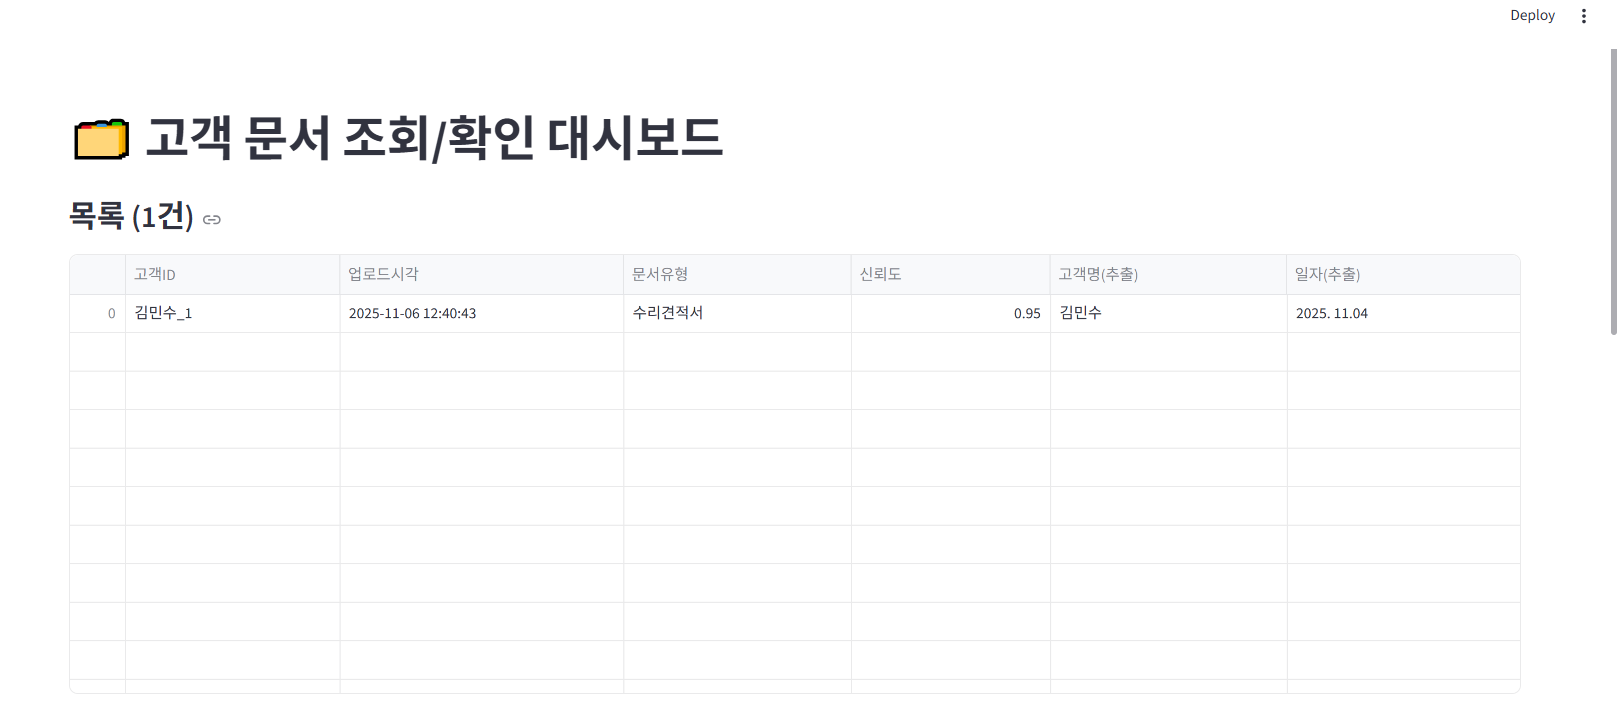 Deploy
고객 문서 조회/확인 대시보드
목록 (1건)
고객ID 업로드시각 문서유형 신뢰도 고객명(추출) 일자(추출)
0 김민수_1 2025-11-06 12:40:43 수리견적서 0.95 김민수 2025. 11.04